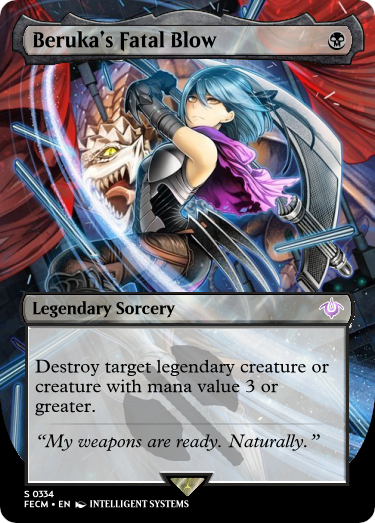 Beruka's Fatal Blow
Legendary Sorcery
Destroy target legendary creature or
creature with mana value 3 or
greater.
“My weapons are ready. Naturally.”
S 0334
FECM • EN INTELLIGENT SYSTEMS